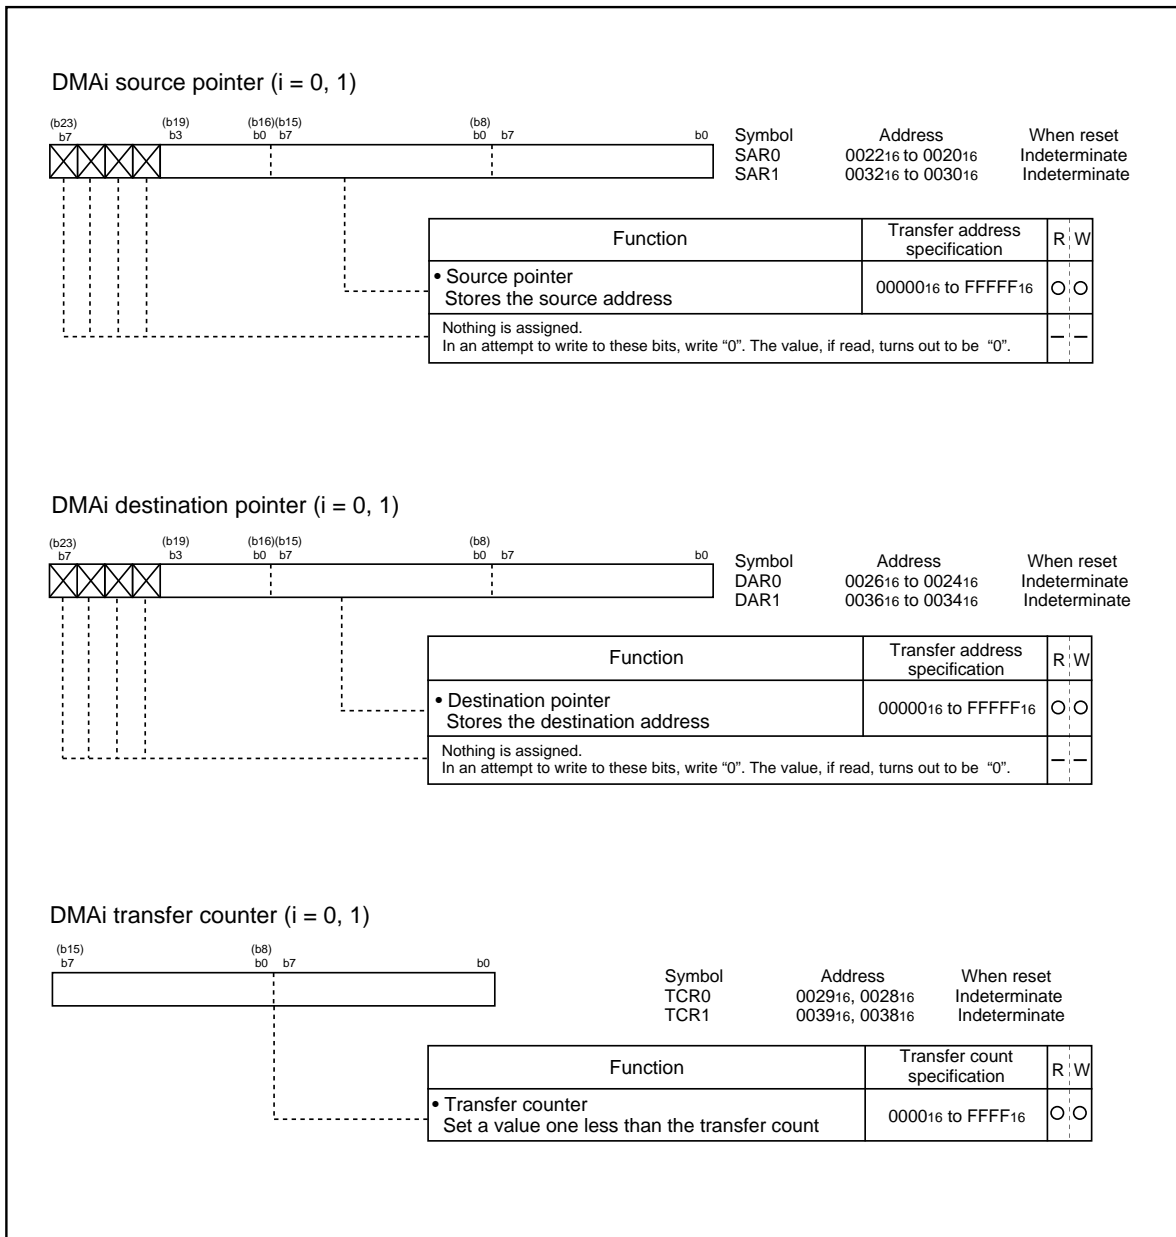 DMAi source pointer (i = 0, 1)
(b23) (b19) (b16)(b15) (b8)
b7 b3 b0 b7 b0 b7 b0
Symbol Address When reset
SAR0 002216 to 002016 Indeterminate
SAR1 003216 to 003016 Indeterminate
Function Transfer address specification R W
• Source pointer
Stores the source address 0000016 to FFFFF16
Nothing is assigned.
In an attempt to write to these bits, write “0”. The value, if read, turns out to be “0”.
DMAi destination pointer (i = 0, 1)
(b23) (b19) (b16)(b15) (b8)
b7 b3 b0 b7 b0 b7 b0
Symbol Address When reset
DAR0 002616 to 002416 Indeterminate
DAR1 003616 to 003416 Indeterminate
Function Transfer address specification R W
• Destination pointer
Stores the destination address 0000016 to FFFFF16
Nothing is assigned.
In an attempt to write to these bits, write “0”. The value, if read, turns out to be “0”.
DMAi transfer counter (i = 0, 1)
(b15) (b8)
b7 b0 b7 b0
Symbol Address When reset
TCR0 002916, 002816 Indeterminate
TCR1 003916, 003816 Indeterminate
Function Transfer count specification R W
• Transfer counter
Set a value one less than the transfer count 000016 to FFFF16